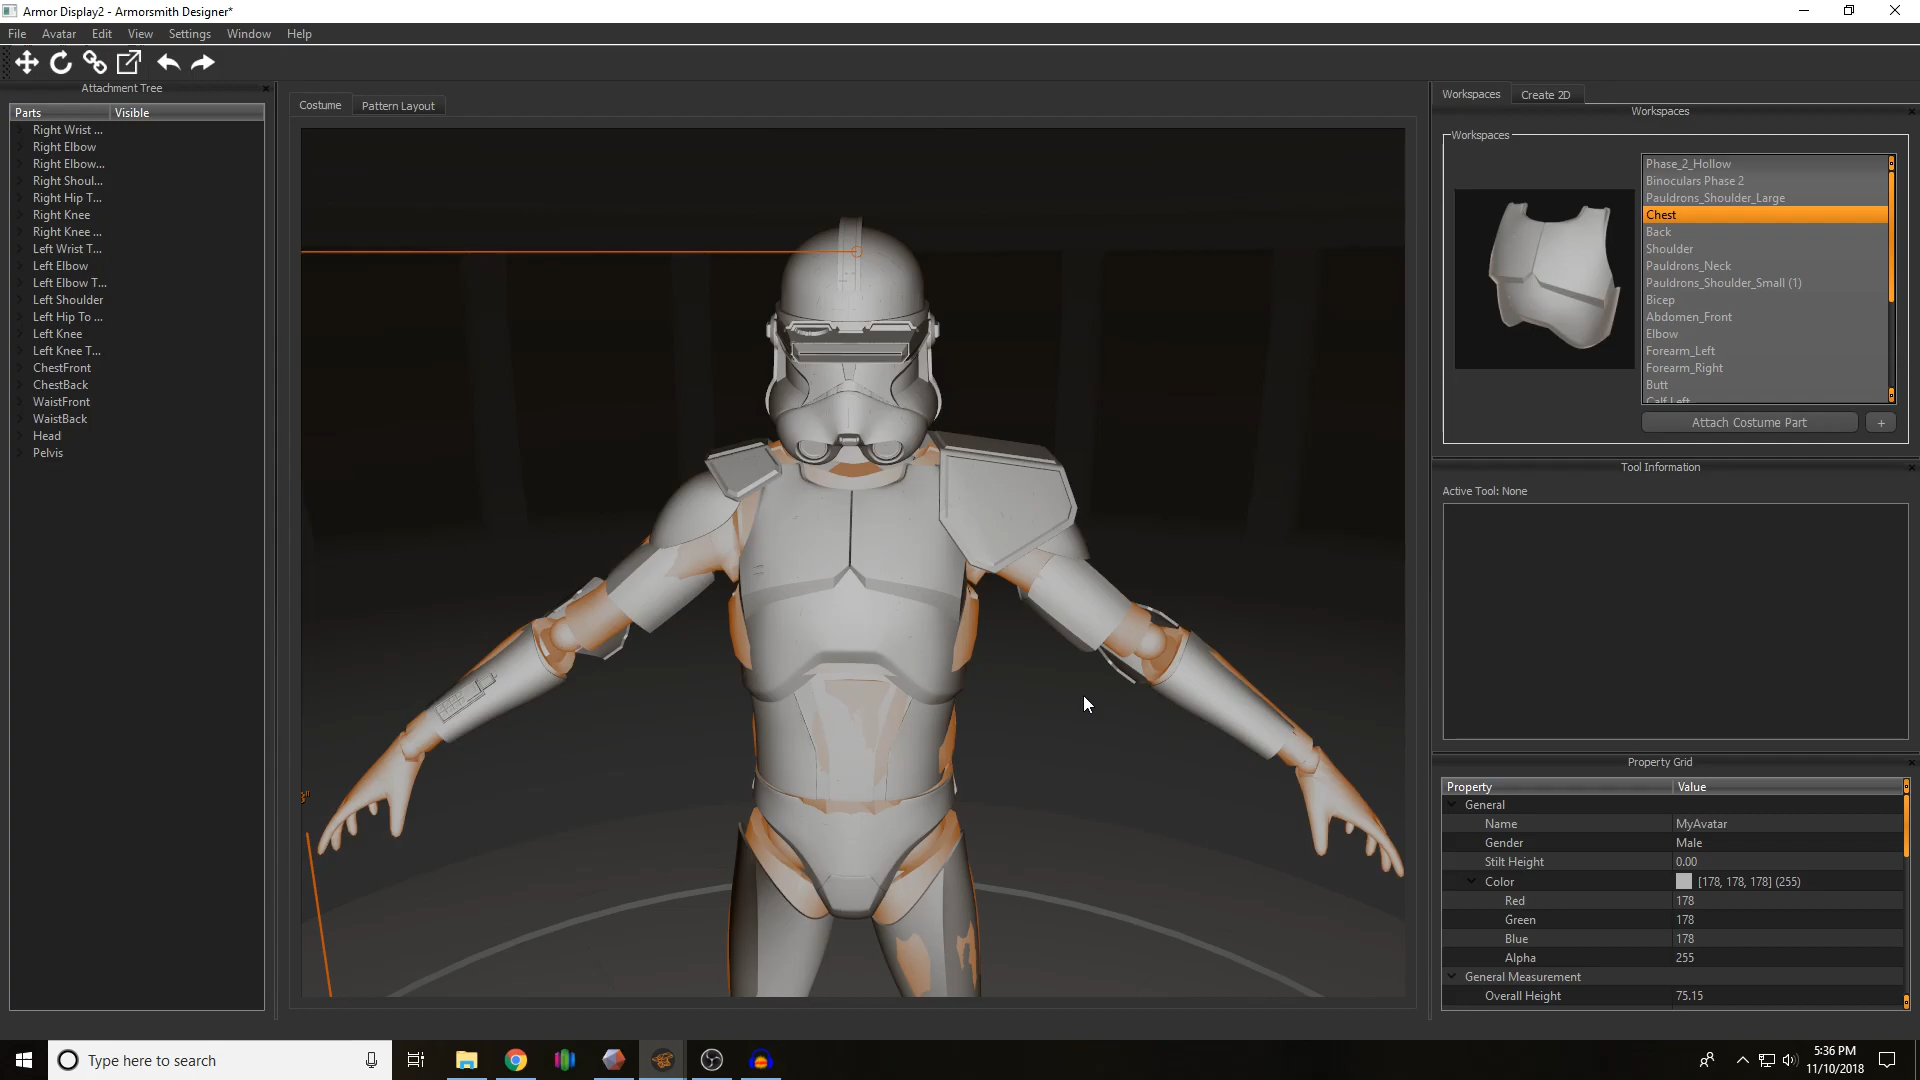 Armor Display2 - Armorsmith Designer*
File Avatar Edit View Settings Window Help
Attachment Tree
Parts Visible
Right Wrist ...
Right Elbow
Right Elbow...
Right Shoul...
Right Hip T...
Right Knee
Right Knee ...
Left Wrist T...
Left Elbow
Left Elbow T...
Left Shoulder
Left Hip To ...
Left Knee
Left Knee T...
ChestFront
ChestBack
WaistFront
WaistBack
Head
Pelvis
Costume Pattern Layout
Workspaces Create 2D
Workspaces
Workspaces
Phase_2_Hollow
Binoculars Phase 2
Pauldrons_Shoulder_Large
Chest
Back
Shoulder
Pauldrons_Neck
Pauldrons_Shoulder_Small (1)
Bicep
Abdomen_Front
Elbow
Forearm_Left
Forearm_Right
Butt
Calf Left
Attach Costume Part +
Tool Information
Active Tool: None
Property Grid
Property Value
General
Name MyAvatar
Gender Male
Stilt Height 0.00
Color [178, 178, 178] (255)
Red 178
Green 178
Blue 178
Alpha 255
General Measurement
Overall Height 75.15
Type here to search
5:36 PM
11/10/2018